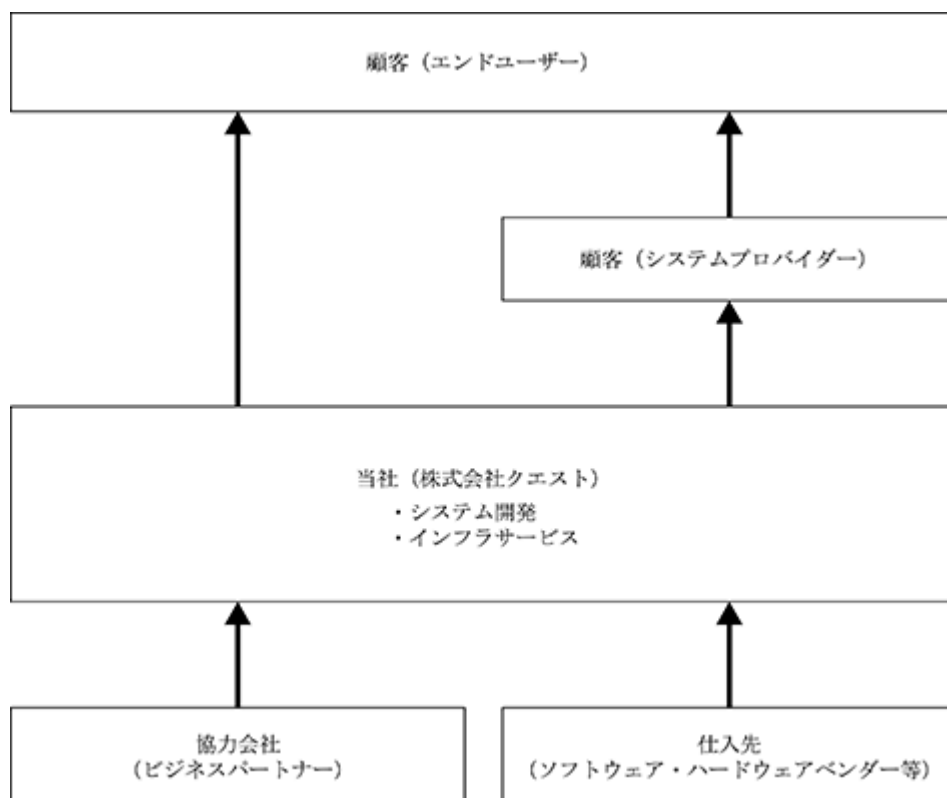 顧客（エンドユーザー）
顧客（システムプロバイダー）
当社（株式会社クエスト）
・システム開発
・インフラサービス
協力会社
（ビジネスパートナー）
仕入先
（ソフトウェア・ハードウェアベンダー等）